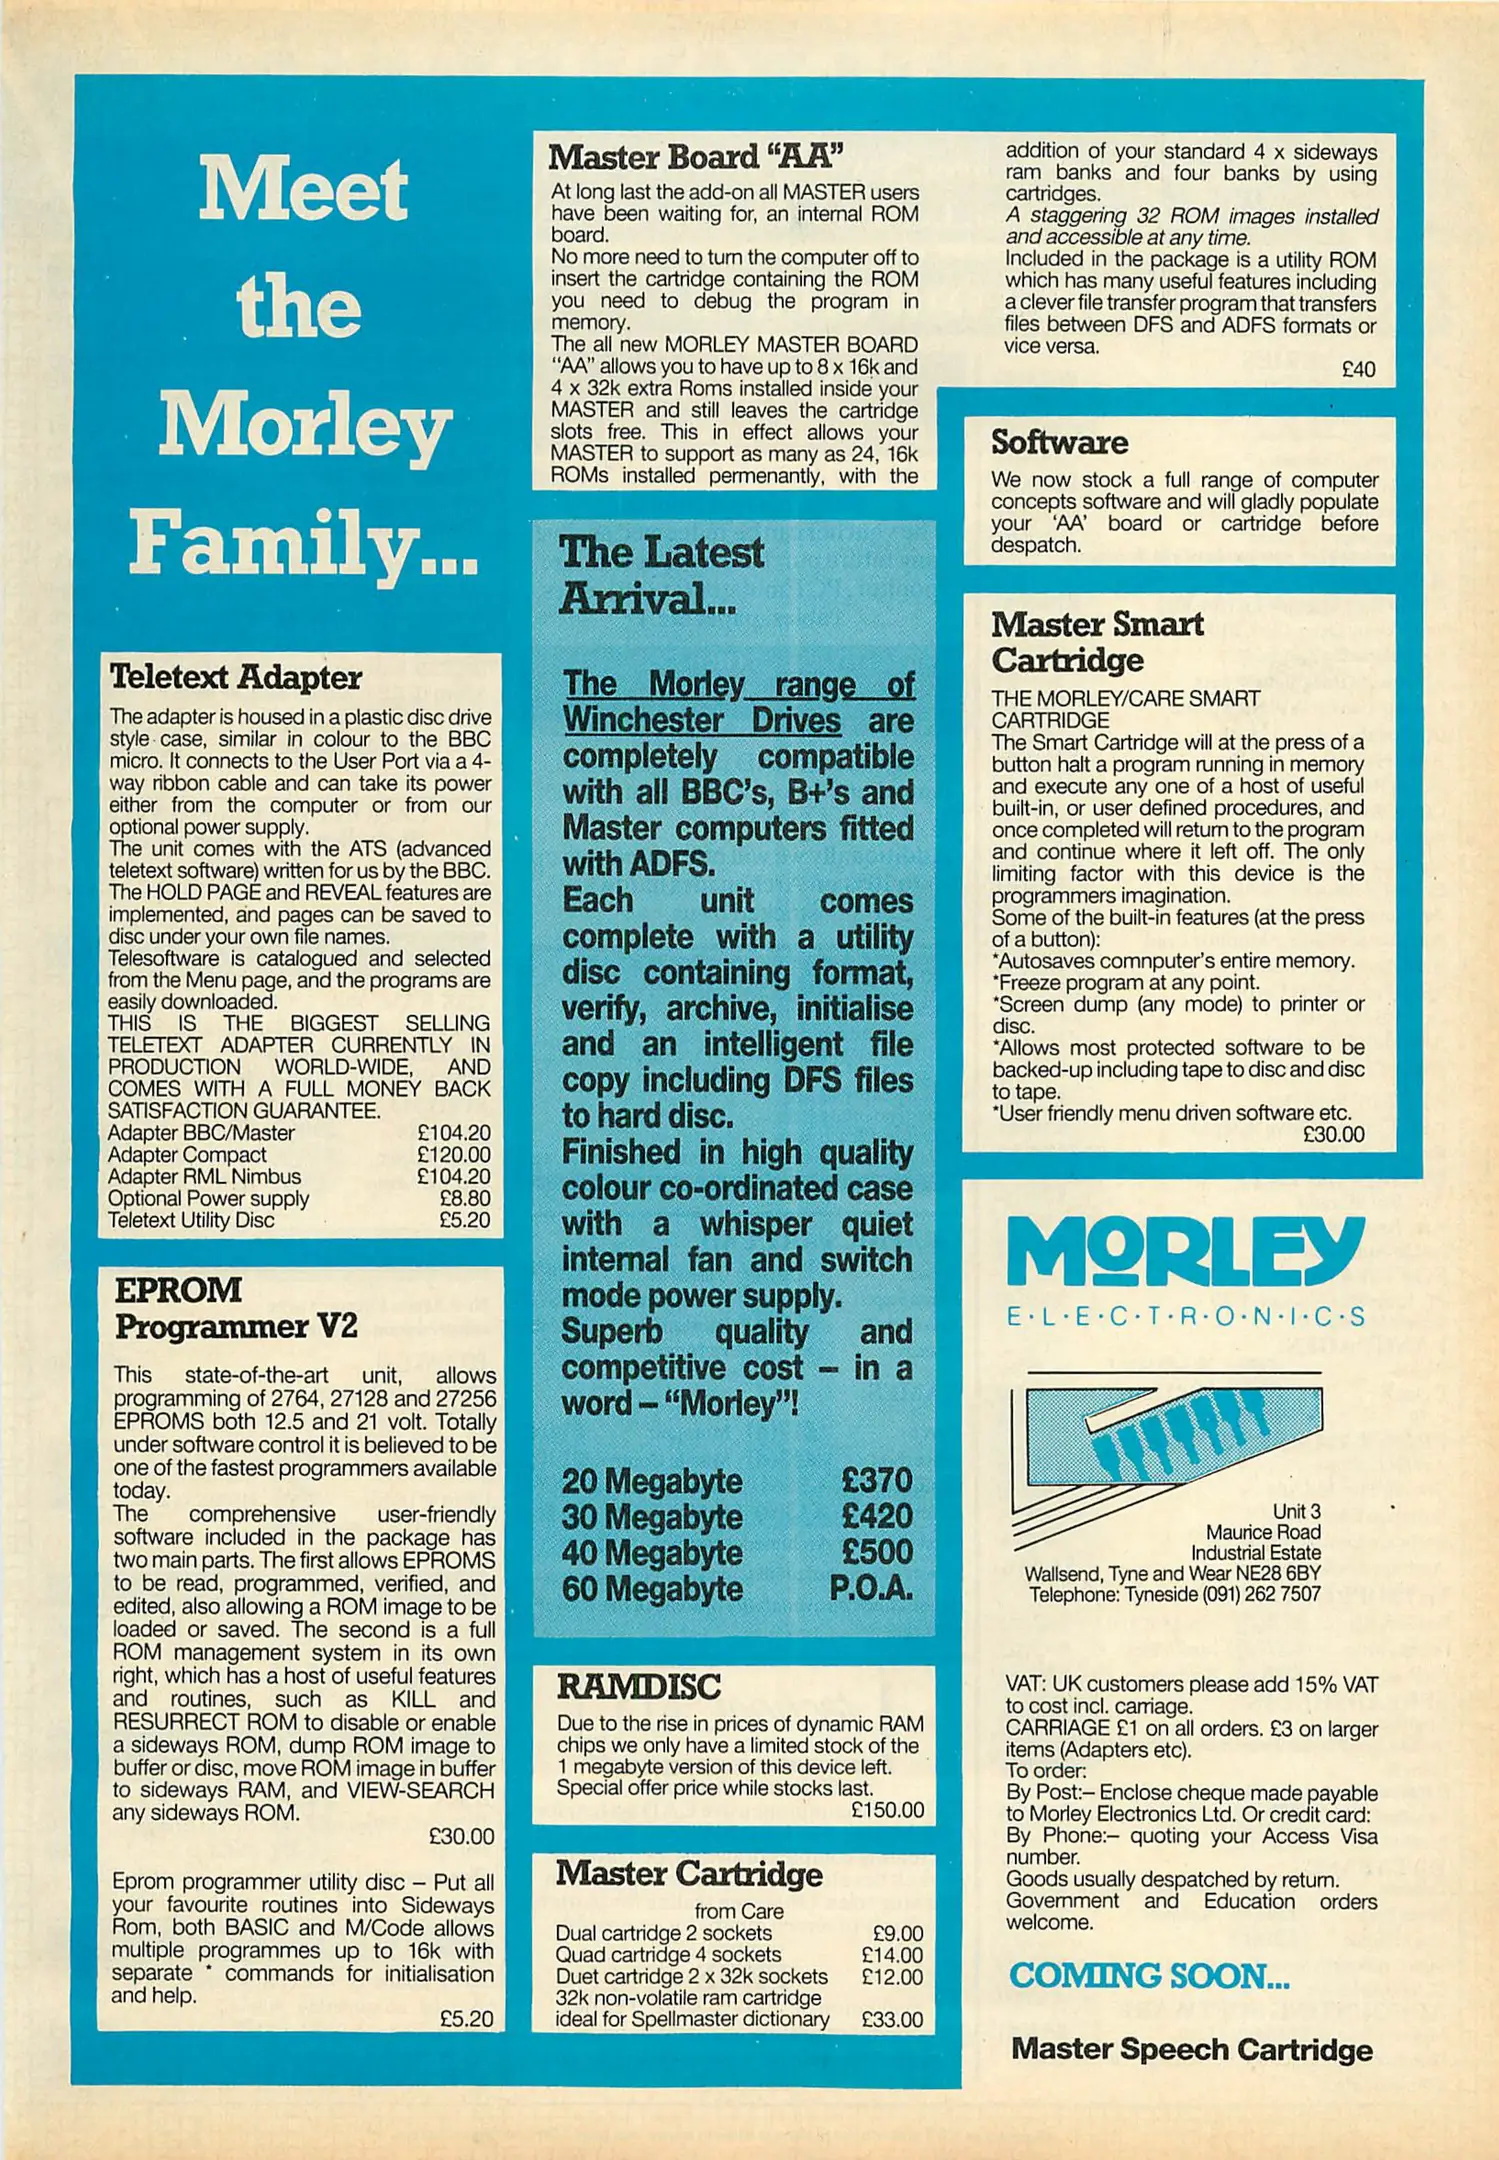 Meet
the
Morley
Family...
Teletext Adapter
The adapter is housed in a plastic disc drive
style case, similar in colour to the BBC
micro. It connects to the User Port via a 4-
way ribbon cable and can take its power
either from the computer or from our
optional power supply.
The unit comes with the ATS (advanced
teletext software) written for us by the BBC.
The HOLD PAGE and REVEAL features are
implemented, and pages can be saved to
disc under your own file names.
Telesoftware is catalogued and selected
from the Menu page, and the programs are
easily downloaded.
THIS IS THE BIGGEST SELLING
TELETEXT ADAPTER CURRENTLY IN
PRODUCTION WORLD-WIDE, AND
COMES WITH A FULL MONEY BACK
SATISFACTION GUARANTEE.
Adapter BBC/Master £104.20
Adapter Compact £120.00
Adapter RML Nimbus £104.20
Optional Power supply £8.80
Teletext Utility Disc £5.20
EPROM
Programmer V2
This state-of-the-art unit, allows
programming of 2764, 27128 and 27256
EPROMS both 12.5 and 21 volt. Totally
under software control it is believed to be
one of the fastest programmers available
today.
The comprehensive user-friendly
software included in the package has
two main parts. The first allows EPROMS
to be read, programmed, verified, and
edited, also allowing a ROM image to be
loaded or saved. The second is a full
ROM management system in its own
right, which has a host of useful features
and routines, such as KILL and
RESURRECT ROM to disable or enable
a sideways ROM, dump ROM image to
buffer or disc, move ROM image in buffer
to sideways RAM, and VIEW-SEARCH
any sideways ROM.
£30.00
Eprom programmer utility disc – Put all
your favourite routines into Sideways
Rom, both BASIC and M/Code allows
multiple programmes up to 16k with
separate * commands for initialisation
and help.
£5.20
Master Board “AA”
At long last the add-on all MASTER users
have been waiting for, an internal ROM
board.
No more need to turn the computer off to
insert the cartridge containing the ROM
you need to debug the program in
memory.
The all new MORLEY MASTER BOARD
“AA” allows you to have up to 8 x 16k and
4 x 32k extra Roms installed inside your
MASTER and still leaves the cartridge
slots free. This in effect allows your
MASTER to support as many as 24, 16k
ROMs installed permenantly, with the
addition of your standard 4 x sideways
ram banks and four banks by using
cartridges.
A staggering 32 ROM images installed
and accessible at any time.
Included in the package is a utility ROM
which has many useful features including
a clever file transfer program that transfers
files between DFS and ADFS formats or
vice versa.
£40
The Latest
Arrival...
The Morley range of
Winchester Drives are
completely compatible
with all BBC's, B+'s and
Master computers fitted
with ADFS.
Each unit comes
complete with a utility
disc containing format,
verify, archive, initialise
and an intelligent file
copy including DFS files
to hard disc.
Finished in high quality
colour co-ordinated case
with a whisper quiet
internal fan and switch
mode power supply.
Superb quality and
competitive cost – in a
word – “Morley”!
20 Megabyte £370
30 Megabyte £420
40 Megabyte £500
60 Megabyte P.O.A.
RAMDISC
Due to the rise in prices of dynamic RAM
chips we only have a limited stock of the
1 megabyte version of this device left.
Special offer price while stocks last.
£150.00
Master Cartridge
from Care
Dual cartridge 2 sockets £9.00
Quad cartridge 4 sockets £14.00
Duet cartridge 2 x 32k sockets £12.00
32k non-volatile ram cartridge
ideal for Spellmaster dictionary £33.00
Software
We now stock a full range of computer
concepts software and will gladly populate
your ‘AA’ board or cartridge before
despatch.
Master Smart
Cartridge
THE MORLEY/CARE SMART
CARTRIDGE
The Smart Cartridge will at the press of a
button halt a program running in memory
and execute any one of a host of useful
built-in, or user defined procedures, and
once completed will return to the program
and continue where it left off. The only
limiting factor with this device is the
programmers imagination.
Some of the built-in features (at the press
of a button):
*Autosaves comnputer's entire memory.
*Freeze program at any point.
*Screen dump (any mode) to printer or
disc.
*Allows most protected software to be
backed-up including tape to disc and disc
to tape.
*User friendly menu driven software etc.
£30.00
MORLEY
E·L·E·C·T·R·O·N·I·C·S
Unit 3
Maurice Road
Industrial Estate
Wallsend, Tyne and Wear NE28 6BY
Telephone: Tyneside (091) 262 7507
VAT: UK customers please add 15% VAT
to cost incl. carriage.
CARRIAGE £1 on all orders. £3 on larger
items (Adapters etc).
To order:
By Post:– Enclose cheque made payable
to Morley Electronics Ltd. Or credit card:
By Phone:– quoting your Access Visa
number.
Goods usually despatched by return.
Government and Education orders
welcome.
COMING SOON...
Master Speech Cartridge